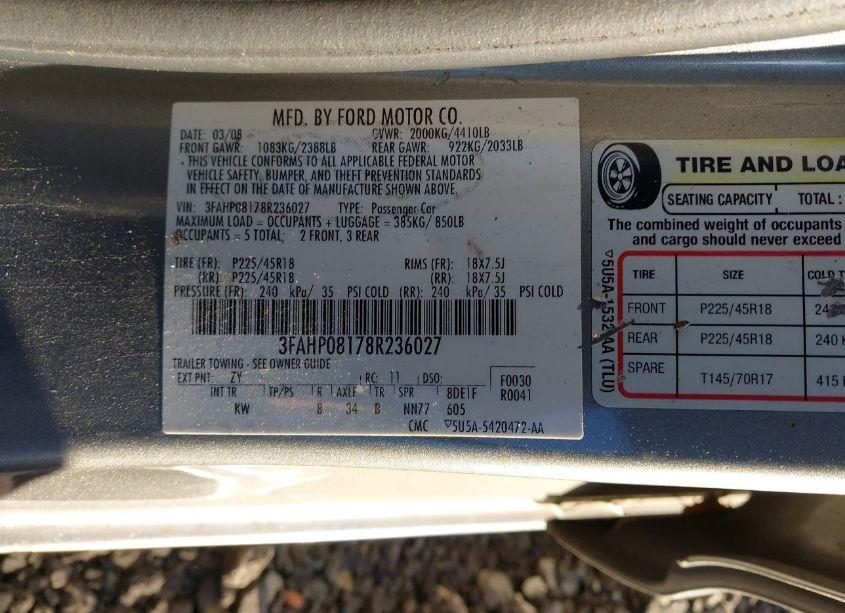 MFD. BY FORD MOTOR CO.
DATE: 03/08 GVWR: 2000KG/4410LB
FRONT GAWR: 1083KG/2388LB REAR GAWR: 922KG/2033LB
• THIS VEHICLE CONFORMS TO ALL APPLICABLE FEDERAL MOTOR
VEHICLE SAFETY, BUMPER, AND THEFT PREVENTION STANDARDS
IN EFFECT ON THE DATE OF MANUFACTURE SHOWN ABOVE.
VIN: 3FAHP08178R236027 TYPE: Passenger Car
MAXIMUM LOAD = OCCUPANTS + LUGGAGE = 385KG/ 850LB
OCCUPANTS = 5 TOTAL; 2 FRONT, 3 REAR
TIRE (FR): P225/45R18 RIMS (FR): 18X7.5J
(RR): P225/45R18 (RR): 18X7.5J
PRESSURE (FR): 240 kPa/ 35 PSI COLD (RR): 240 kPa/ 35 PSI COLD
3FAHP08178R236027
TRAILER TOWING - SEE OWNER GUIDE
EXT PNT: ZY RC: 11 DSO: F0030
INT TR TP/PS R AXLE TR SPR 8DE1F R0041
KW B 34 B NN77 605
CMC ▽5U5A-5420472-AA
TIRE AND LOA
SEATING CAPACITY TOTAL :
The combined weight of occupants
and cargo should never exceed
TIRE SIZE COLD T
FRONT P225/45R18 24
REAR P225/45R18 240
SPARE T145/70R17 415